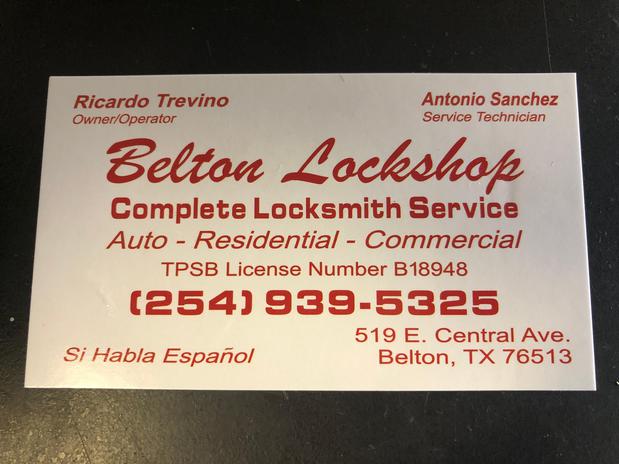 Ricardo Trevino
Owner/Operator
Antonio Sanchez
Service Technician
Belton Lockshop
Complete Locksmith Service
Auto - Residential - Commercial
TPSB License Number B18948
(254) 939-5325
Si Habla Español
519 E. Central Ave.
Belton, TX 76513